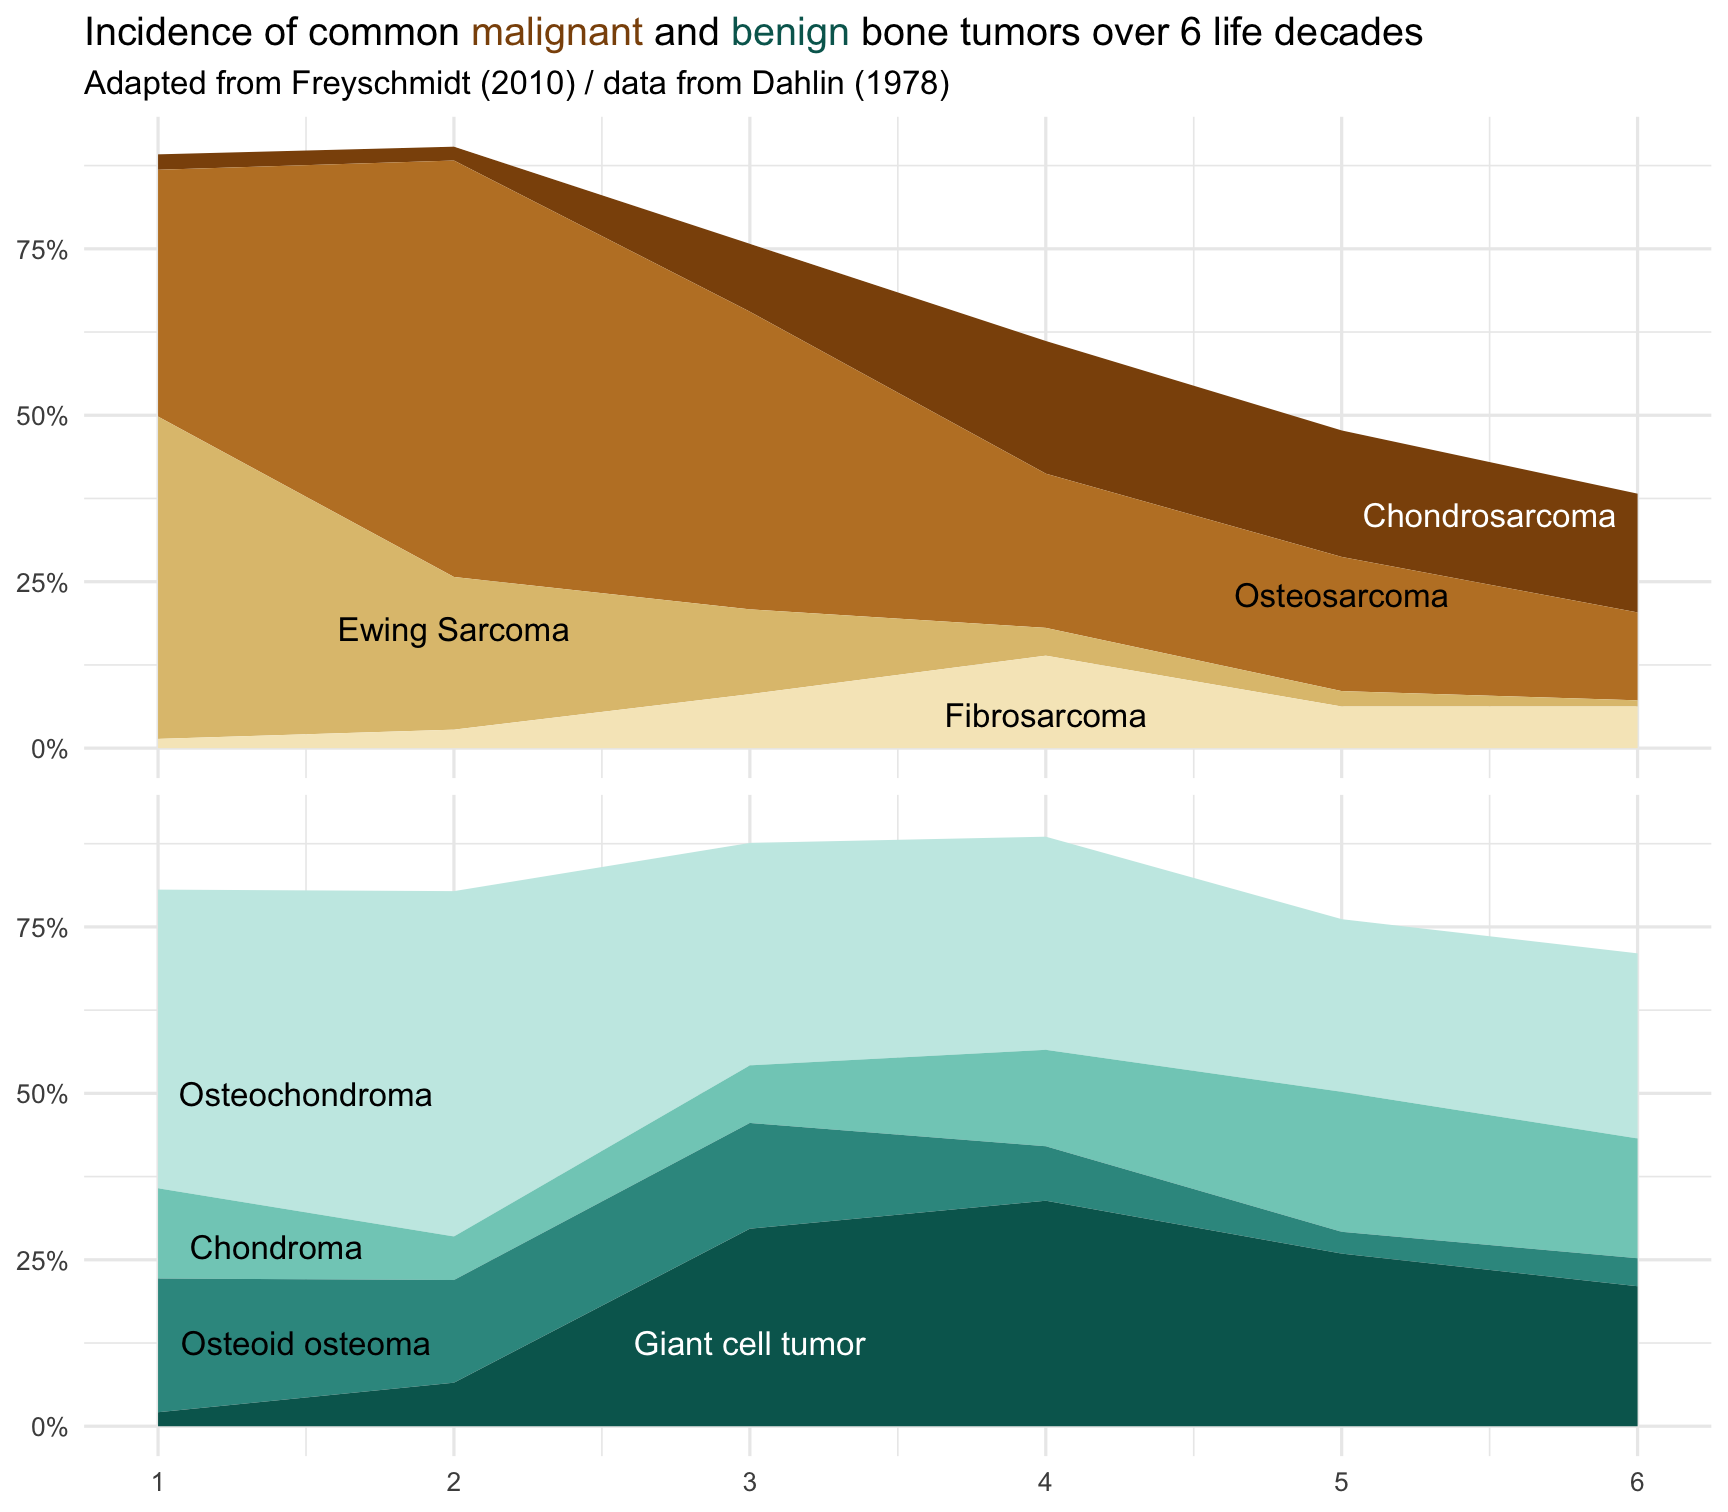 Incidence of common malignant and benign bone tumors over 6 life decades
Adapted from Freyschmidt (2010) / data from Dahlin (1978)
75%
50%
25%
0%
Chondrosarcoma
Osteosarcoma
Ewing Sarcoma
Fibrosarcoma
75%
50%
25%
0%
Osteochondroma
Chondroma
Osteoid osteoma
Giant cell tumor
1 2 3 4 5 6